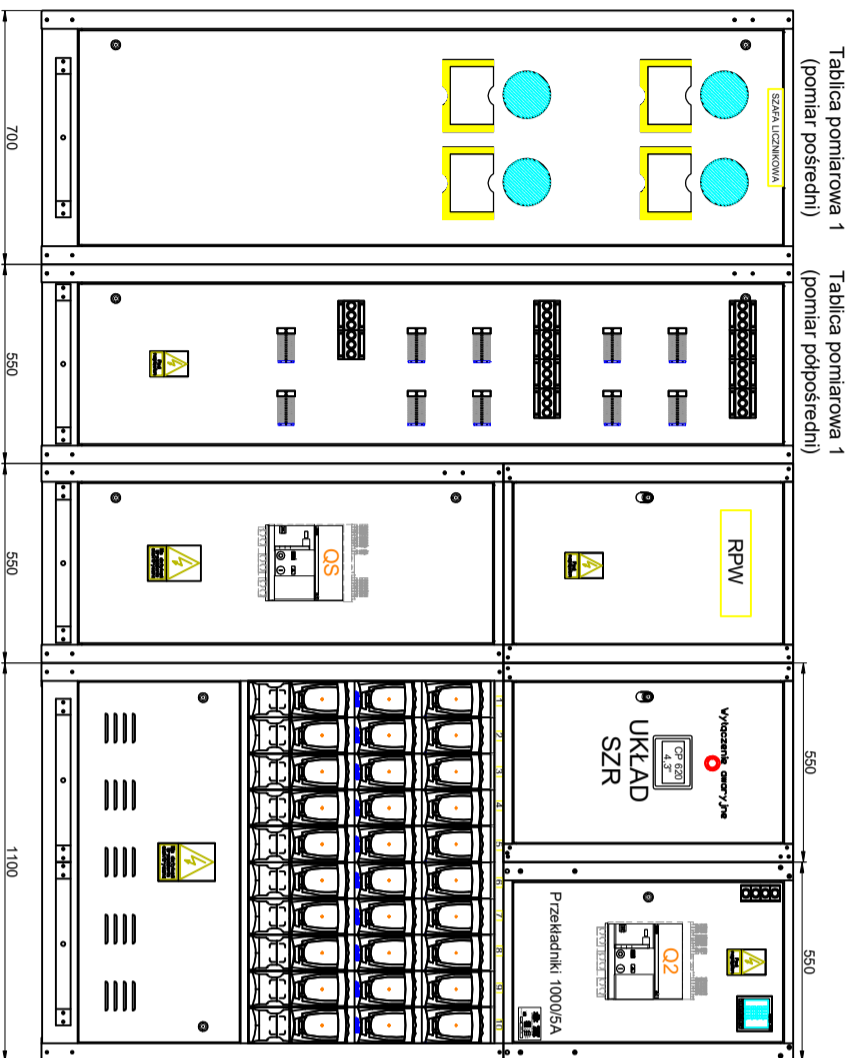 Tablica pomiarowa 1
(pomiar pośredni)
Tablica pomiarowa 1
(pomiar półpośredni)
SZAFA LICZNIKOWA
RPW
Wyłączenie awaryjne
CP 620
4,3"
UKŁAD
SZR
550
550
Q2
Przekładniki 1000/5A
QS
1
2
3
4
5
6
7
8
9
10
700
550
550
1100